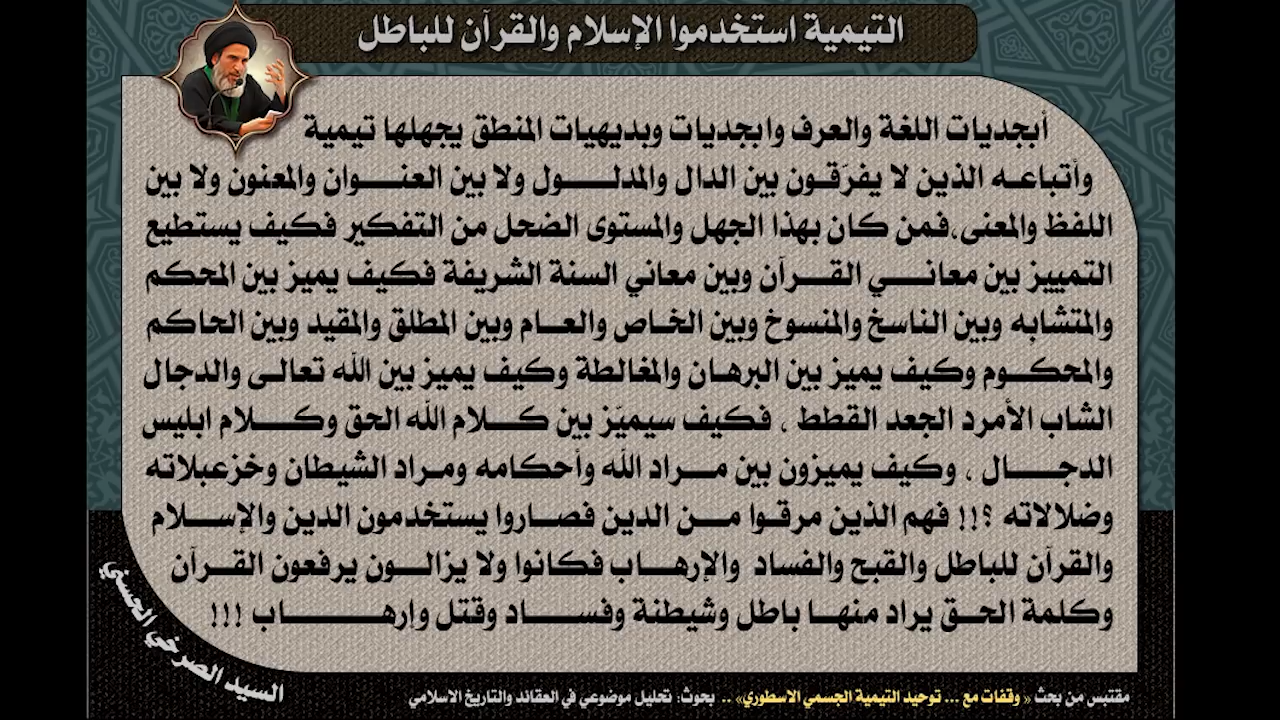 التيمية استخدموا الإسلام والقرآن للباطل
أبجديات اللغة والعرف وابجديات وبديهيات المنطق يجهلها تيمية
وأتباعه الذين لا يفرّقون بين الدال والمدلول ولا بين العنوان والمعنون ولا بين
اللفظ والمعنى،فمن كان بهذا الجهل والمستوى الضحل من التفكير فكيف يستطيع
التمييز بين معاني القرآن وبين معاني السنة الشريفة فكيف يميز بين المحكم
والمتشابه وبين الناسخ والمنسوخ وبين الخاص والعام وبين المطلق والمقيد وبين الحاكم
والمحكوم وكيف يميز بين البرهان والمغالطة وكيف يميز بين الله تعالى والدجال
الشاب الأمرد الجعد القطط ، فكيف سيميّز بين كلام الله الحق وكلام ابليس
الدجال ، وكيف يميزون بين مراد الله وأحكامه ومراد الشيطان وخزعبلاته
وضلالاته ؟!! فهم الذين مرقوا من الدين فصاروا يستخدمون الدين والإسلام
والقرآن للباطل والقبح والفساد والإرهاب فكانوا ولا يزالون يرفعون القرآن
وكلمة الحق يراد منها باطل وشيطنة وفساد وقتل وإرهاب !!!
السيد الصرخي الحسني
مقتبس من بحث « وقفات مع ... توحيد التيمية الجسمي الاسطوري» .. بحوث: تحليل موضوعي في العقائد والتاريخ الاسلامي